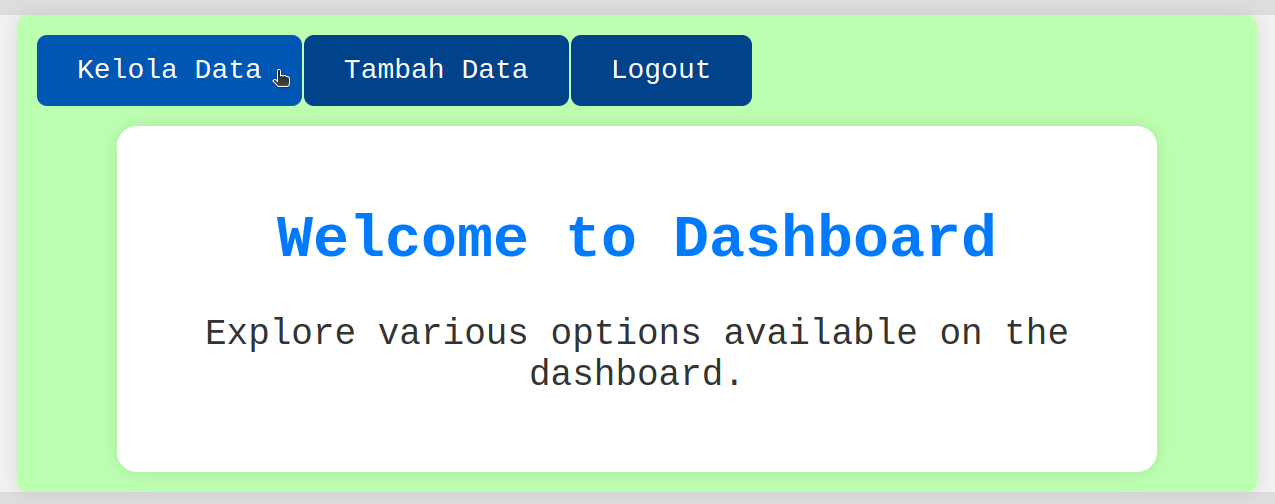 Kelola Data Tambah Data Logout
Welcome to Dashboard
Explore various options available on the
dashboard.